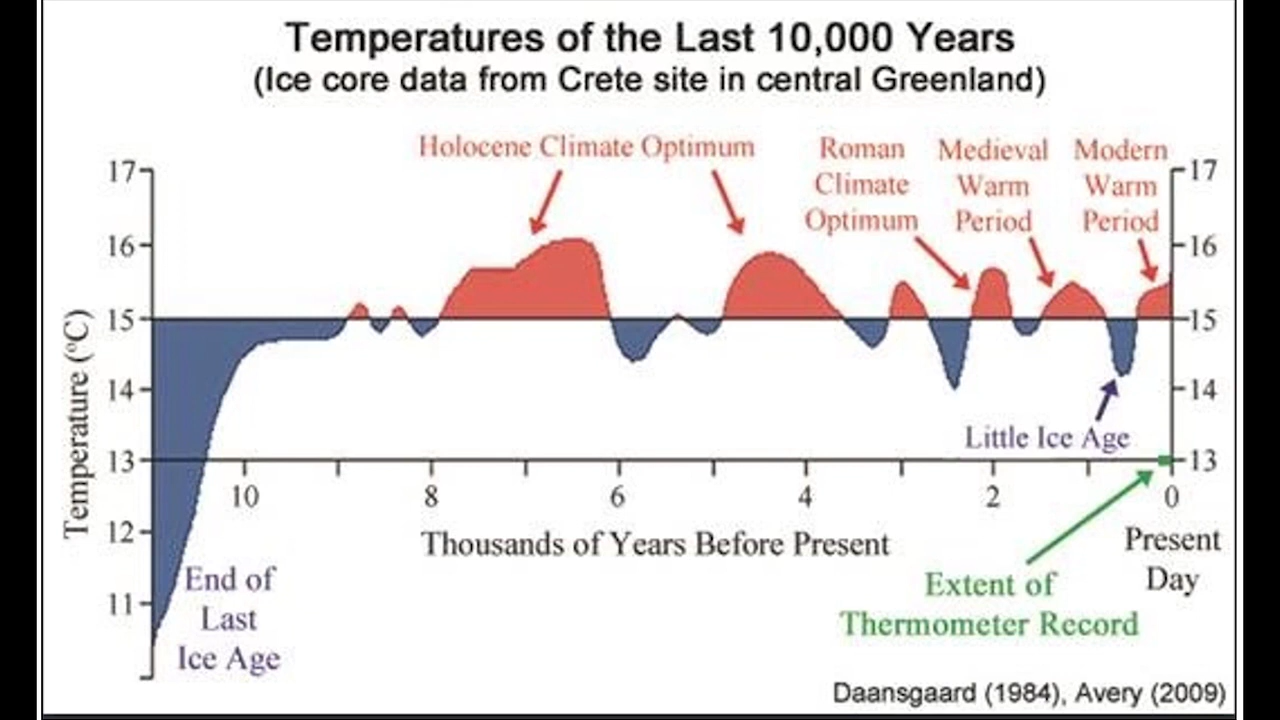 Temperatures of the Last 10,000 Years
(Ice core data from Crete site in central Greenland)
Holocene Climate Optimum
Roman
Climate
Optimum
Medieval
Warm
Period
Modern
Warm
Period
17
16
15
14
13
12
11
Temperature (°C)
17
16
15
14
13
Little Ice Age
10
8
6
4
2
0
Thousands of Years Before Present
Present
Day
End of
Last
Ice Age
Extent of
Thermometer Record
Daansgaard (1984), Avery (2009)